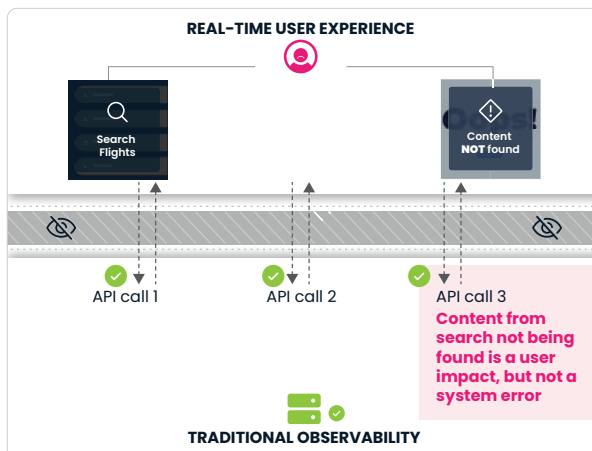 REAL-TIME USER EXPERIENCE
Search
Flights
Oops!
Content
NOT found
API call 1
API call 2
API call 3
Content from
search not being
found is a user
impact, but not a
system error
TRADITIONAL OBSERVABILITY